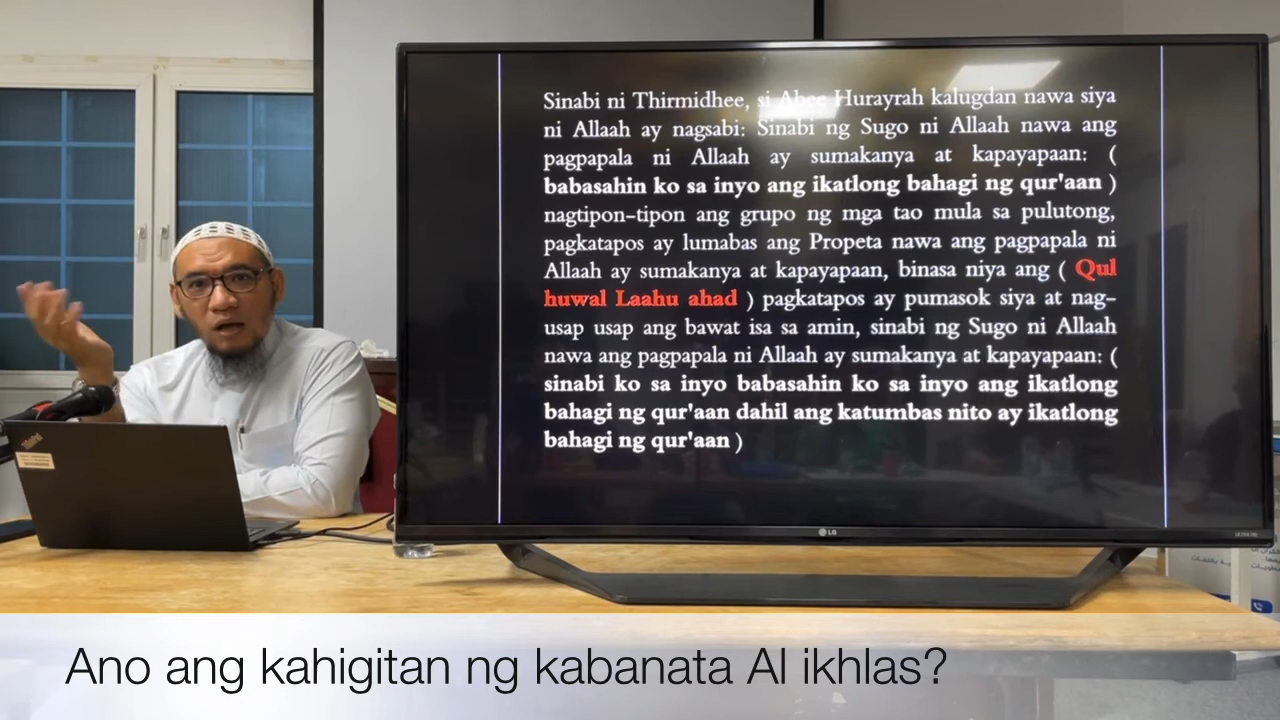 Sinabi ni Thirmidhee, si Abee Hurayrah kalugdan nawa siya
ni Allaah ay nagsabi: Sinabi ng Sugo ni Allaah nawa ang
pagpapala ni Allaah ay sumakanya at kapayapaan: (
babasahin ko sa inyo ang ikatlong bahagi ng qur'aan )
nagtipon-tipon ang grupo ng mga tao mula sa pulutong,
pagkatapos ay lumabas ang Propeta nawa ang pagpapala ni
Allaah ay sumakanya at kapayapaan, binasa niya ang ( Qul
huwal Laahu ahad ) pagkatapos ay pumasok siya at nag-
usap usap ang bawat isa sa amin, sinabi ng Sugo ni Allaah
nawa ang pagpapala ni Allaah ay sumakanya at kapayapaan: (
sinabi ko sa inyo babasahin ko sa inyo ang ikatlong
bahagi ng qur'aan dahil ang katumbas nito ay ikatlong
bahagi ng qur'aan )
LG
ULTRA HD
Ano ang kahigitan ng kabanata Al ikhlas?